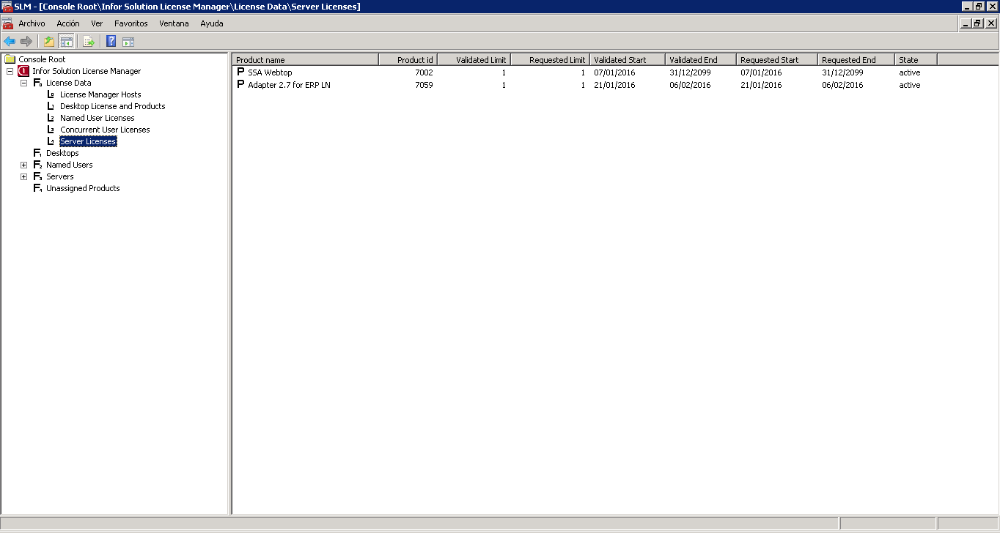 SLM - [Console Root\Infor Solution License Manager\License Data\Server Licenses]
Archivo Acción Ver Favoritos Ventana Ayuda
Console Root
Infor Solution License Manager
License Data
License Manager Hosts
Desktop License and Products
Named User Licenses
Concurrent User Licenses
Server Licenses
Desktops
Named Users
Servers
Unassigned Products
Product name Product id Validated Limit Requested Limit Validated Start Validated End Requested Start Requested End State
P SSA Webtop 7002 1 1 07/01/2016 31/12/2099 07/01/2016 31/12/2099 active
P Adapter 2.7 for ERP LN 7059 1 1 21/01/2016 06/02/2016 21/01/2016 06/02/2016 active